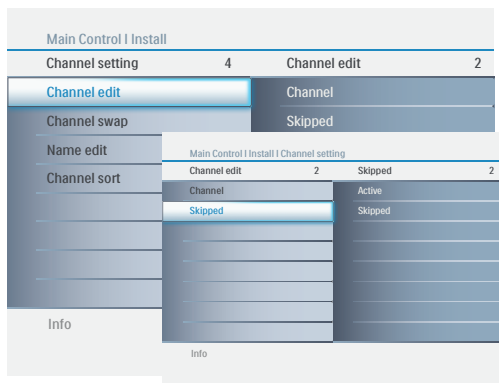 Main Control I Install
Channel setting 4 Channel edit 2
Channel edit Channel
Channel swap Skipped
Name edit
Channel sort
Info
Main Control I Install I Channel setting
Channel edit 2 Skipped 2
Channel Active
Skipped Skipped
Info